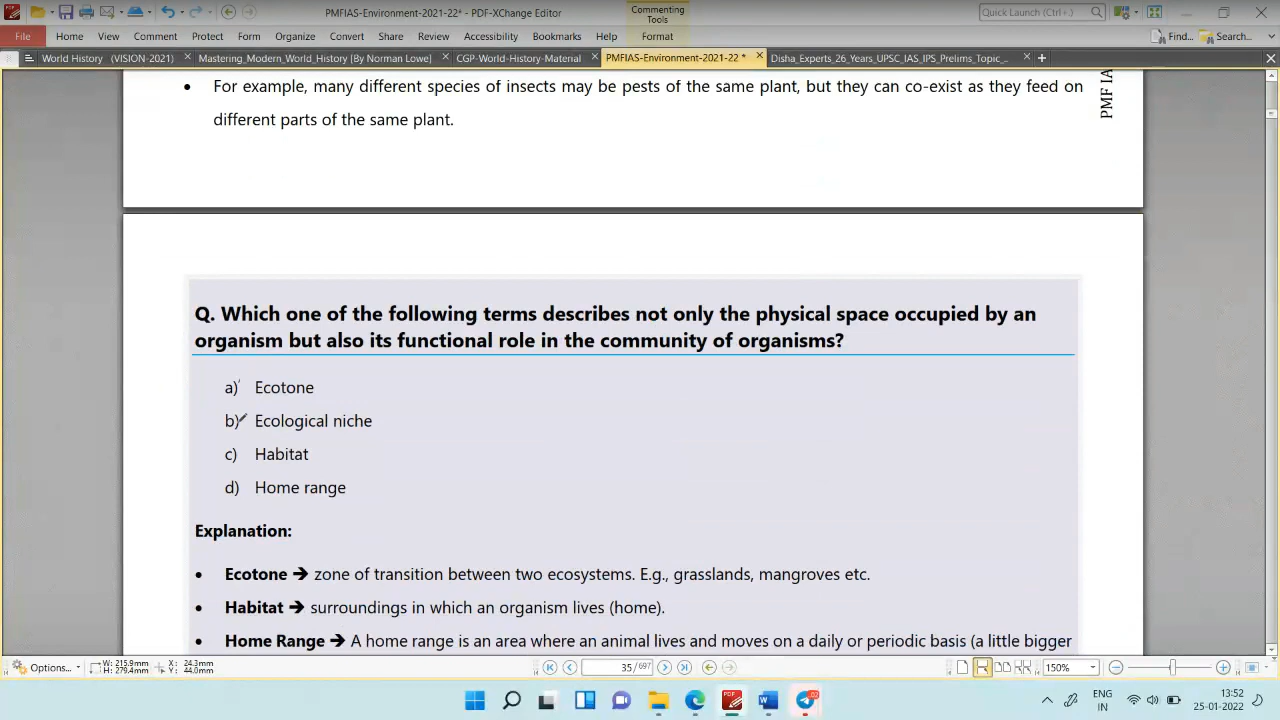 PMFIAS-Environment-2021-22* - PDF-XChange Editor
Commenting
Tools
Quick Launch (Ctrl+.)
File
Home
View
Comment
Protect
Form
Organize
Convert
Share
Review
Accessibility
Bookmarks
Help
Format
Find...
Search...
World History (VISION-2021)
Mastering_Modern_World_History [By Norman Lowe]
CGP-World-History-Material
PMFIAS-Environment-2021-22 *
Disha_Experts_26_Years_UPSC_IAS_IPS_Prelims_Topic_...
• For example, many different species of insects may be pests of the same plant, but they can co-exist as they feed on
different parts of the same plant.
PMF IA
Q. Which one of the following terms describes not only the physical space occupied by an
organism but also its functional role in the community of organisms?
a) Ecotone
b) Ecological niche
c) Habitat
d) Home range
Explanation:
• Ecotone ➔ zone of transition between two ecosystems. E.g., grasslands, mangroves etc.
• Habitat ➔ surroundings in which an organism lives (home).
• Home Range ➔ A home range is an area where an animal lives and moves on a daily or periodic basis (a little bigger
Options...
W: 215.9mm
H: 279.4mm
X: 24.3mm
Y: 44.0mm
35 / 697
150%
ENG
IN
13:52
25-01-2022